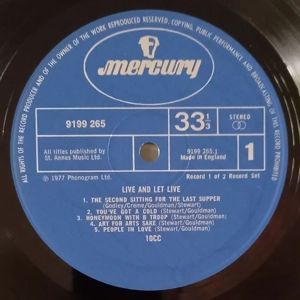 ALL RIGHTS OF THE RECORD PRODUCER AND OF THE OWNER OF THE WORK REPRODUCED RESERVED. COPYING, PUBLIC PERFORMANCE AND BROADCASTING OF THIS RECORD PROHIBITED
mercury
9199 265
33 1/3
STEREO
All titles published by
St. Annes Music Ltd.
9199 265.1
Made in England
1
℗ 1977 Phonogram Ltd.
Record 1 of 2 Record Set
LIVE AND LET LIVE
1. THE SECOND SITTING FOR THE LAST SUPPER
(Godley/Creme/Gouldman/Stewart)
2. YOU'VE GOT A COLD (Stewart/Gouldman)
3. HONEYMOON WITH B TROOP (Stewart/Gouldman)
4. ART FOR ARTS SAKE (Stewart/Gouldman)
5. PEOPLE IN LOVE (Stewart/Gouldman)
10CC